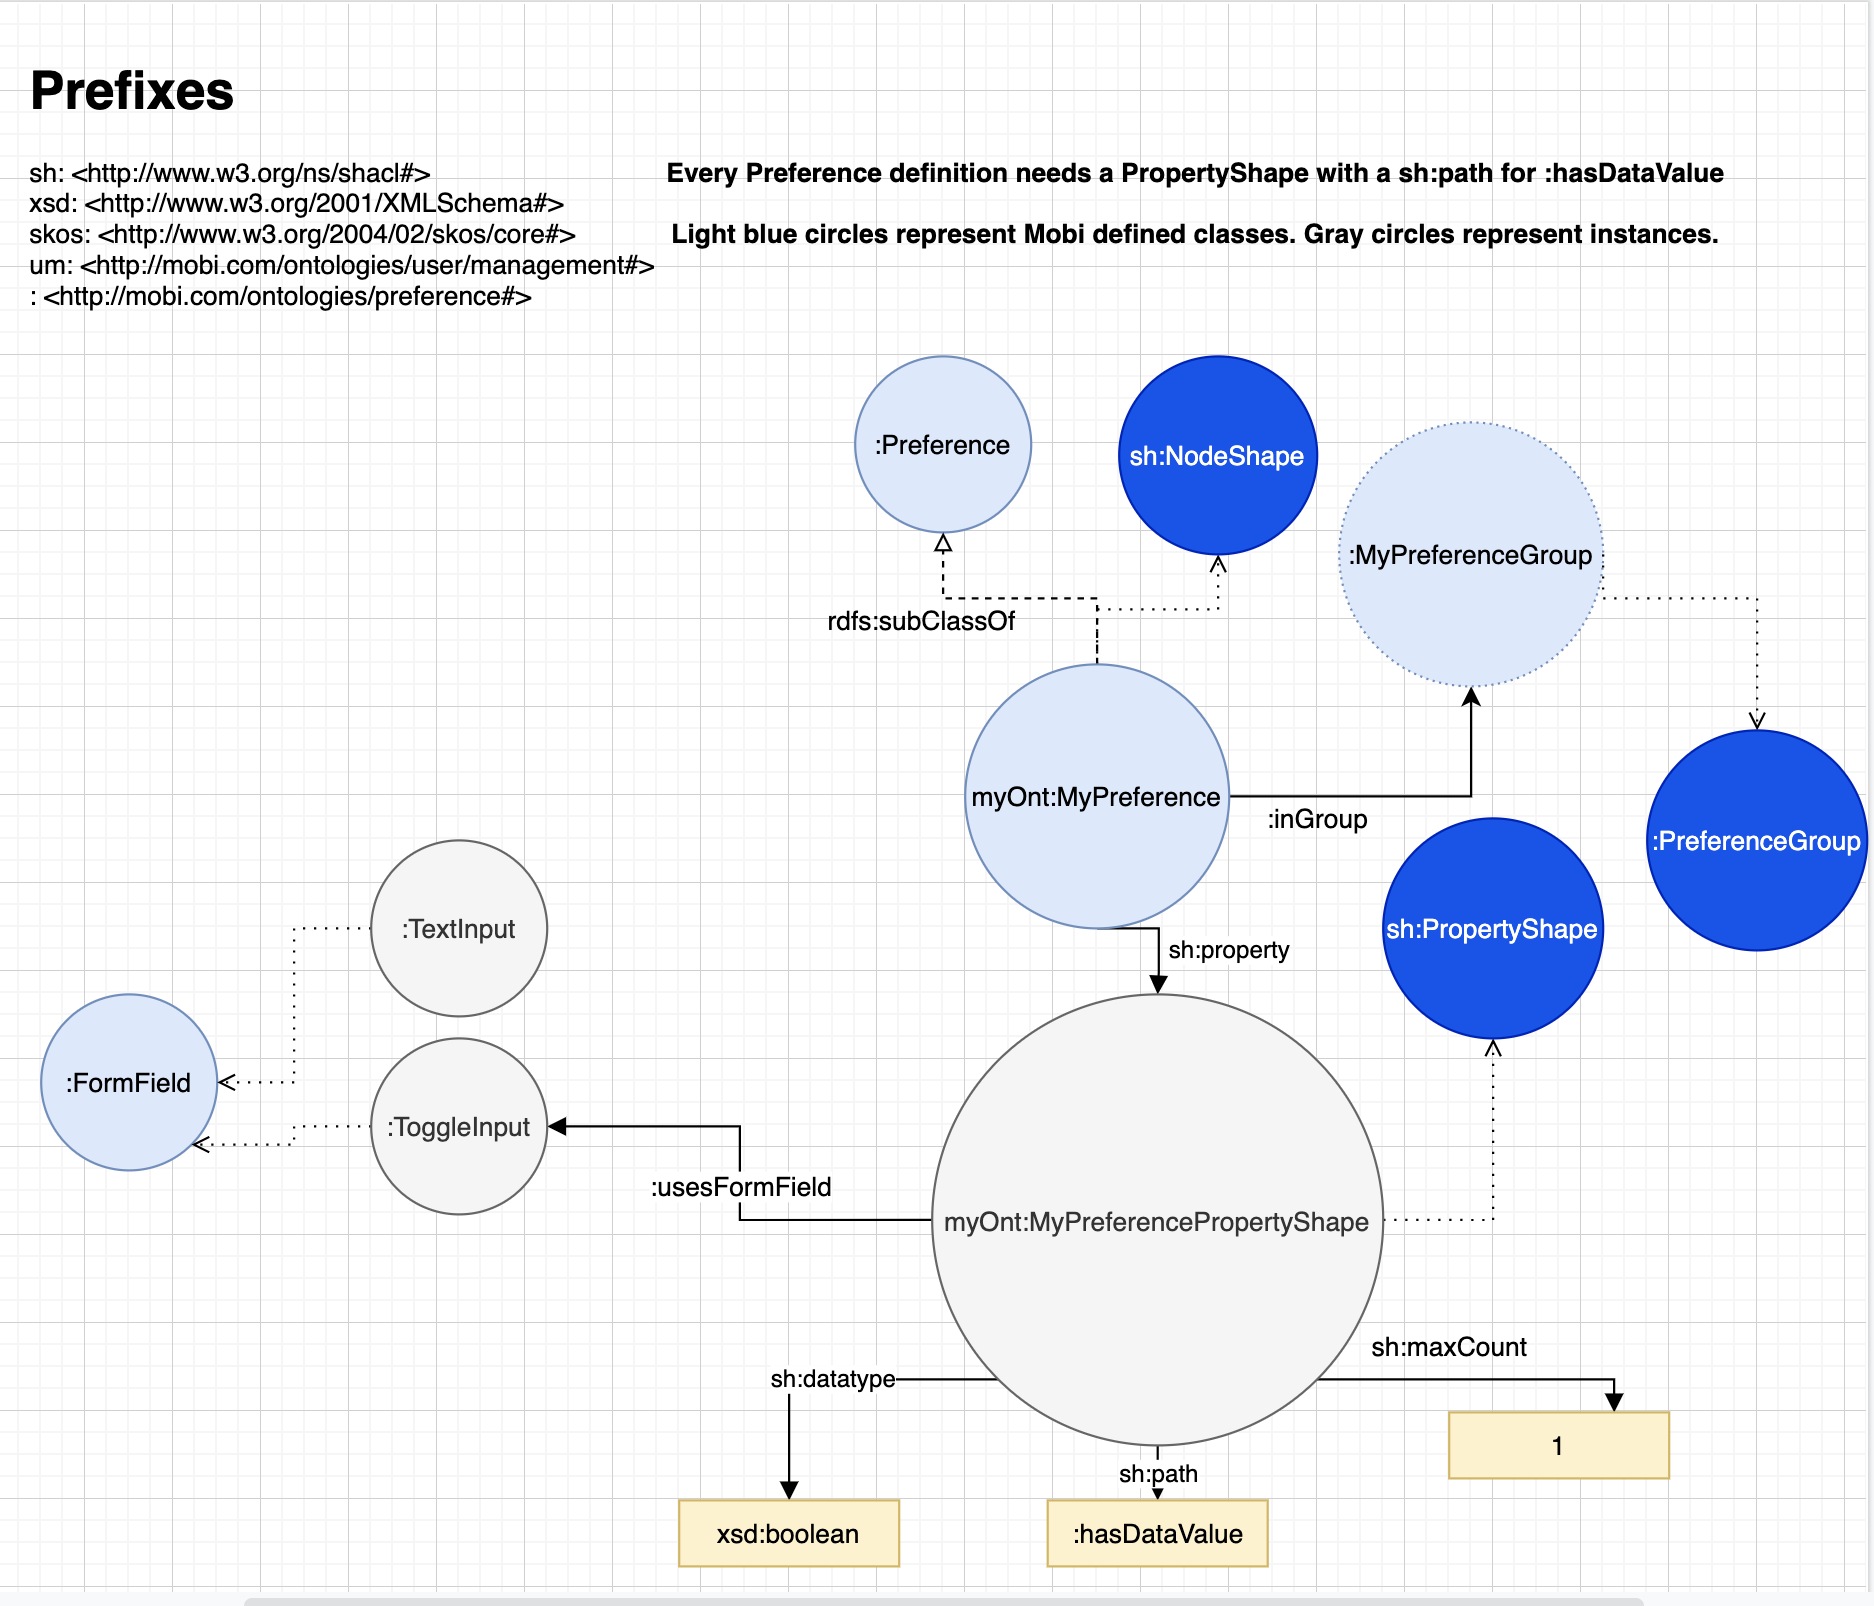 Prefixes
sh: <http://www.w3.org/ns/shacl#>
xsd: <http://www.w3.org/2001/XMLSchema#>
skos: <http://www.w3.org/2004/02/skos/core#>
um: <http://mobi.com/ontologies/user/management#>
: <http://mobi.com/ontologies/preference#>
Every Preference definition needs a PropertyShape with a sh:path for :hasDataValue
Light blue circles represent Mobi defined classes. Gray circles represent instances.
:Preference
sh:NodeShape
:MyPreferenceGroup
rdfs:subClassOf
myOnt:MyPreference
:inGroup
:PreferenceGroup
:TextInput
sh:PropertyShape
sh:property
:FormField
:ToggleInput
:usesFormField
myOnt:MyPreferencePropertyShape
sh:maxCount
sh:datatype
1
sh:path
xsd:boolean
:hasDataValue